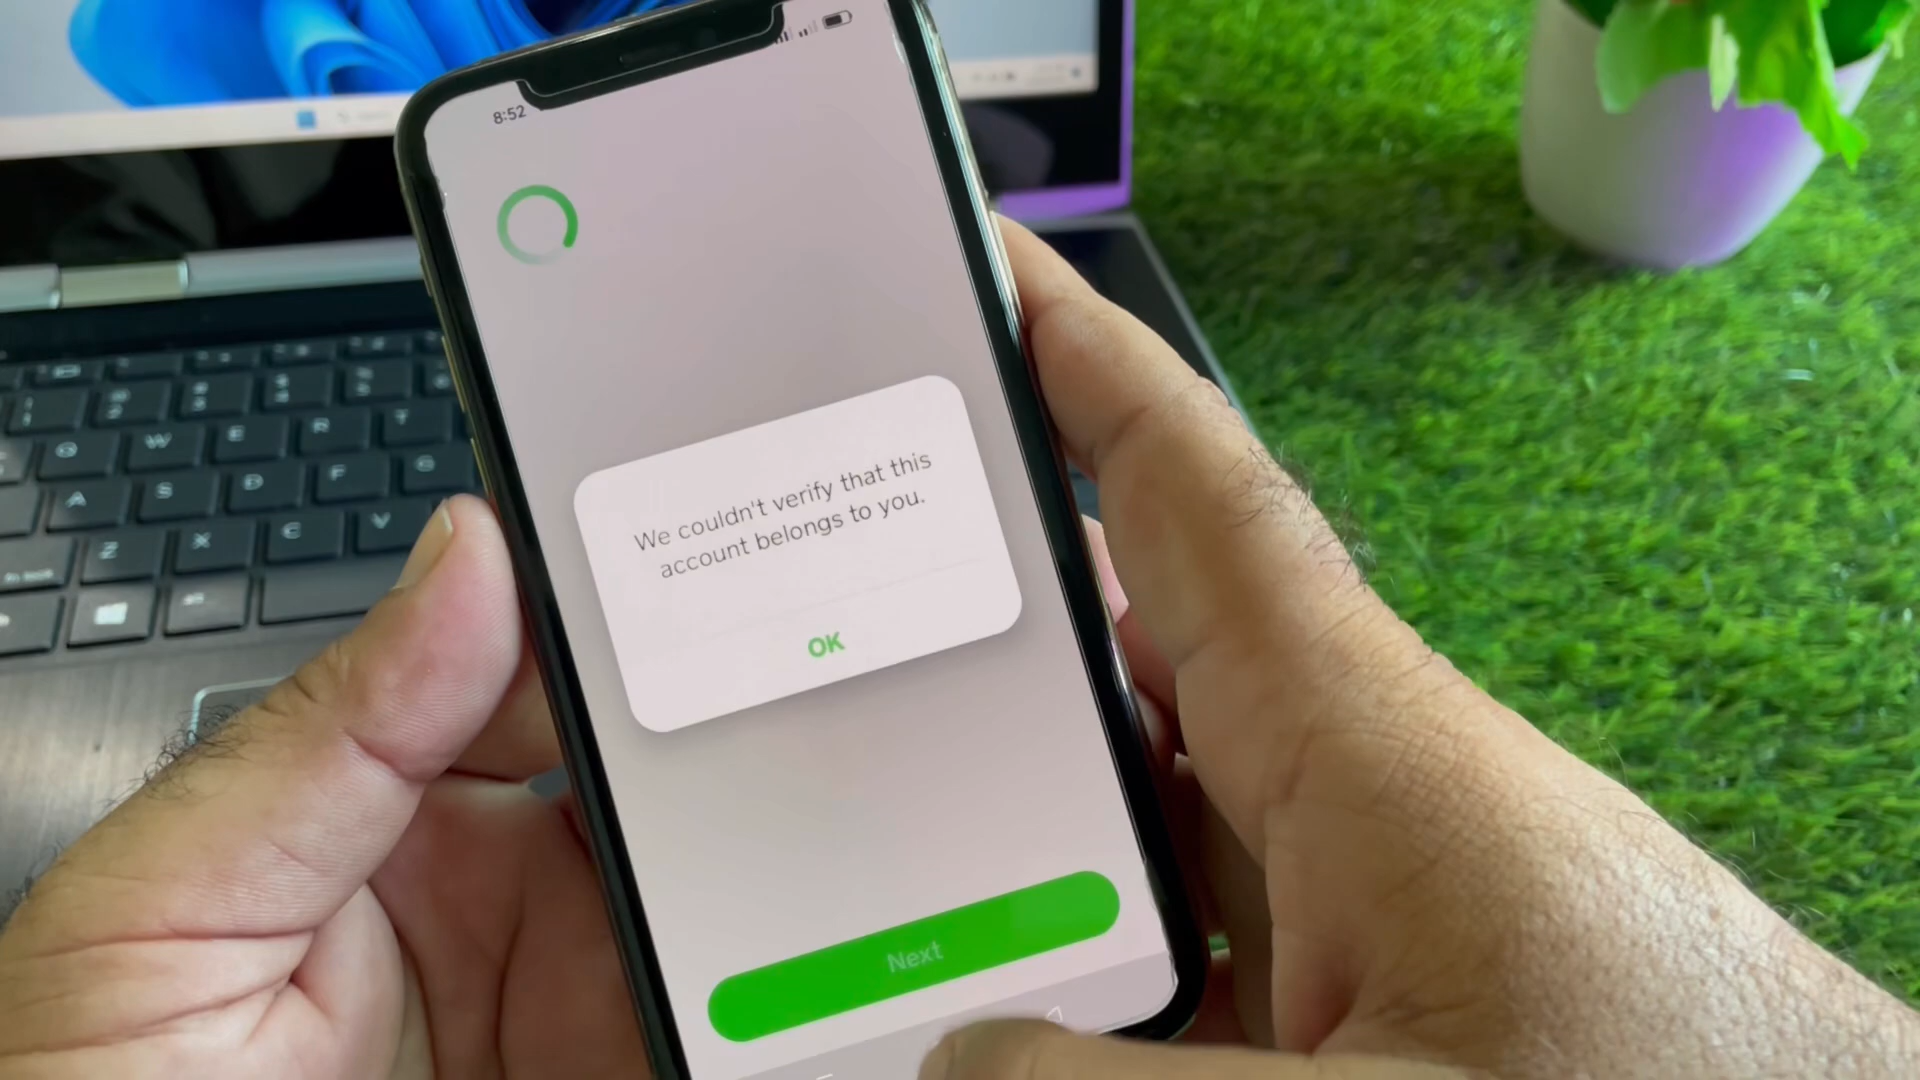 8:52
We couldn't verify that this
account belongs to you.
OK
Next
W
E
R
T
A
S
D
F
G
Z
X
C
V